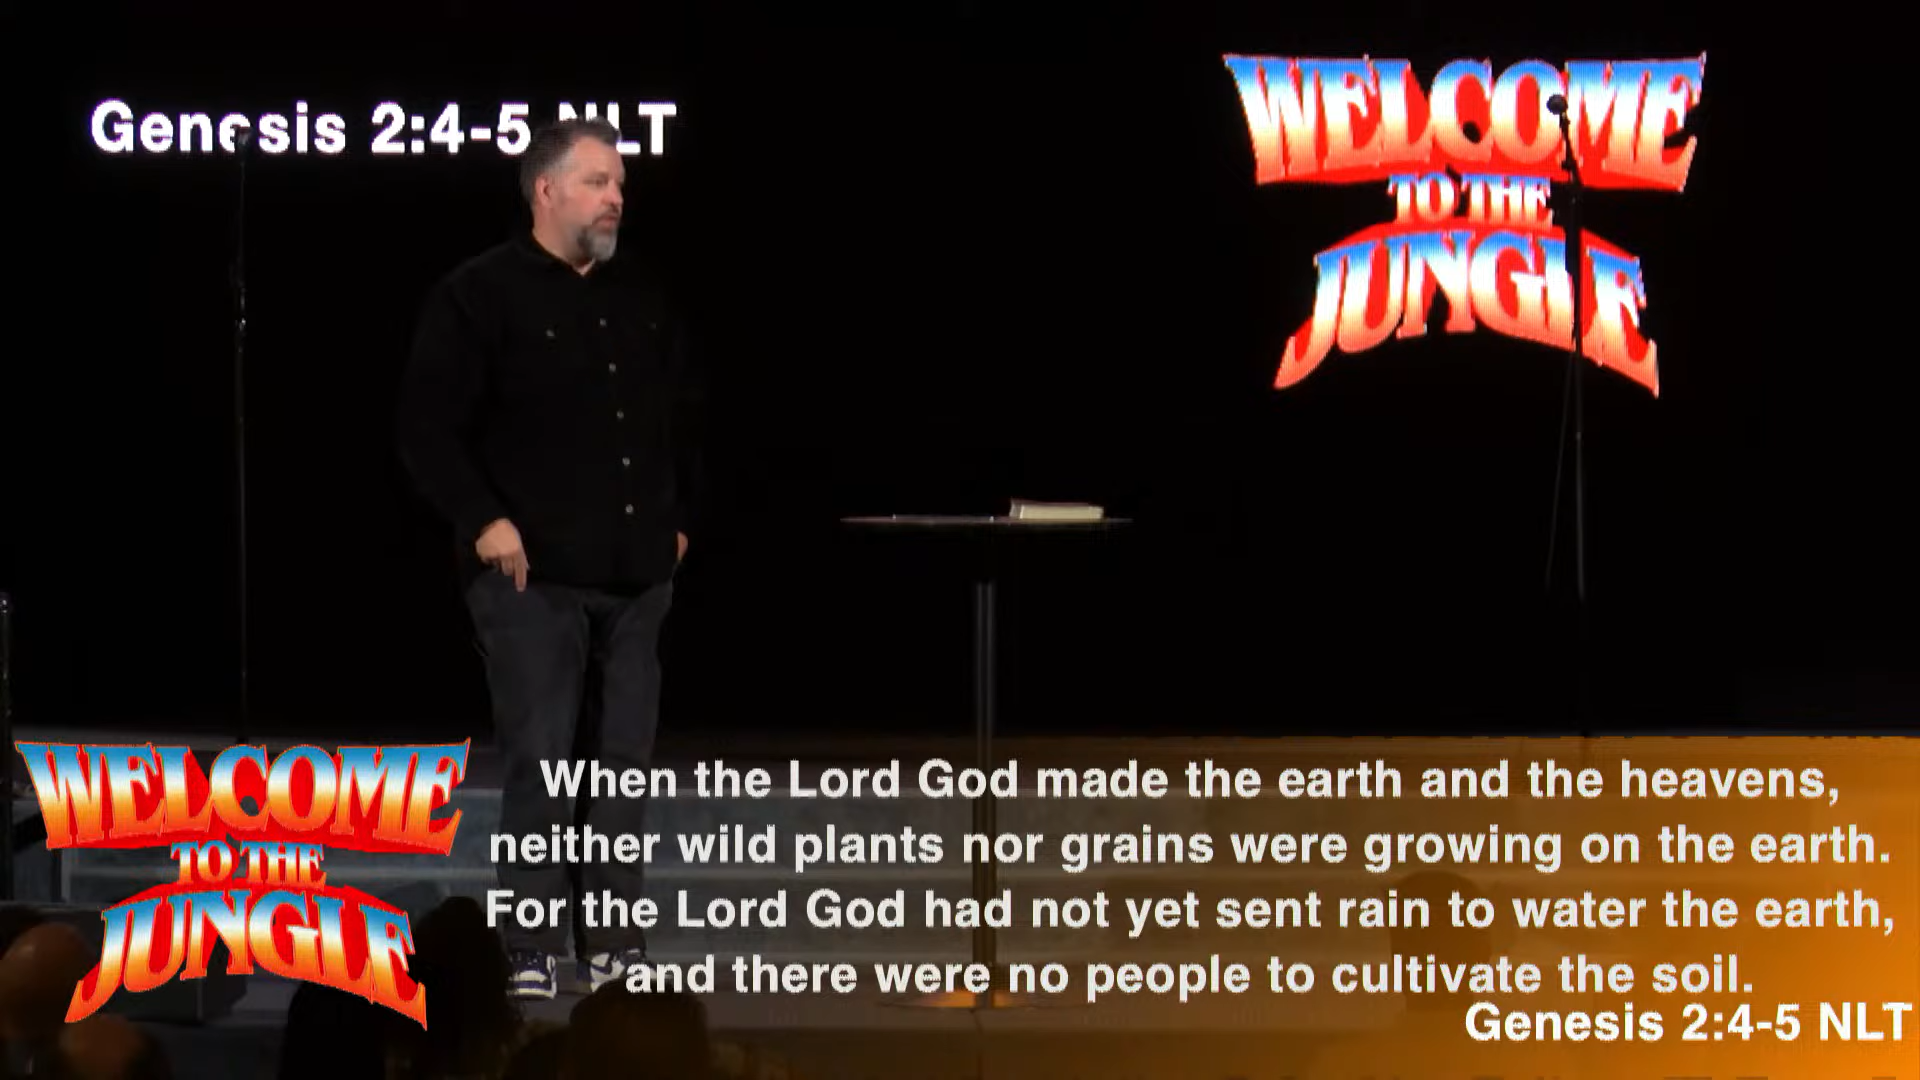 Genesis 2:4-5 NLT
WELCOME
TO THE
JUNGLE
WELCOME
TO THE
JUNGLE
When the Lord God made the earth and the heavens,
neither wild plants nor grains were growing on the earth.
For the Lord God had not yet sent rain to water the earth,
and there were no people to cultivate the soil.
Genesis 2:4-5 NLT